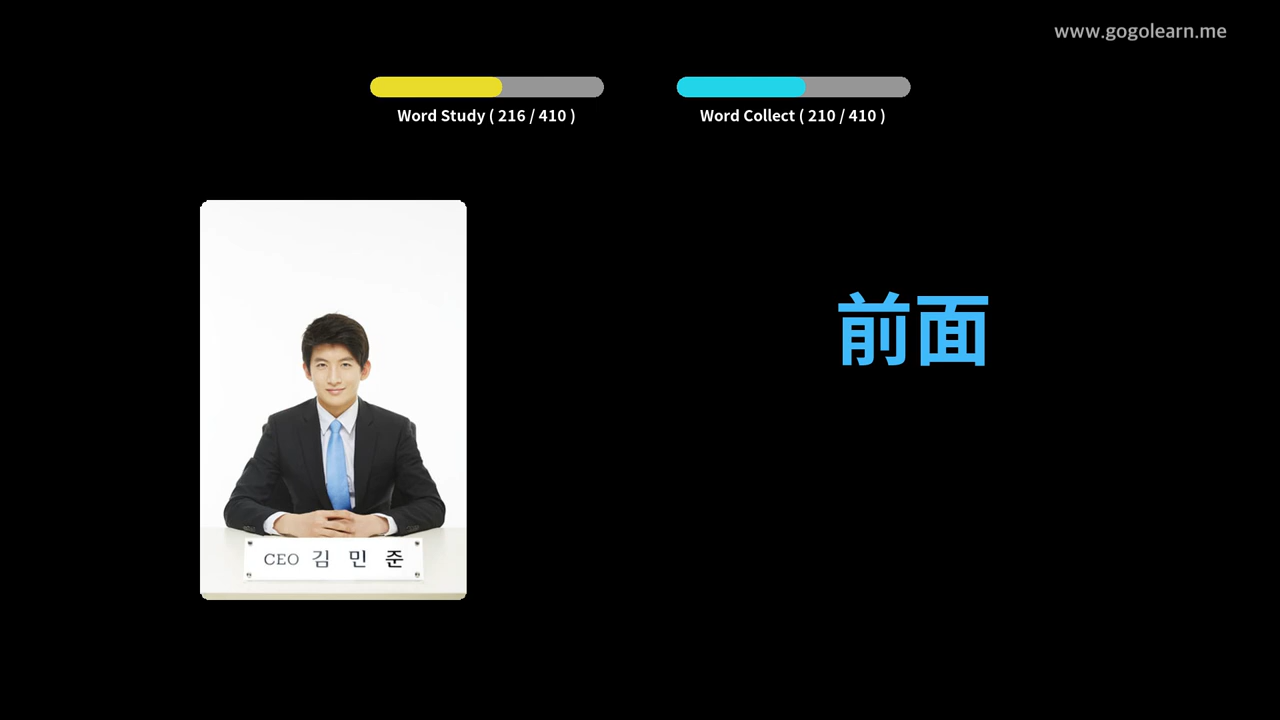 www.gogolearn.me
Word Study ( 216 / 410 )
Word Collect ( 210 / 410 )
前面
CEO 김 민 준